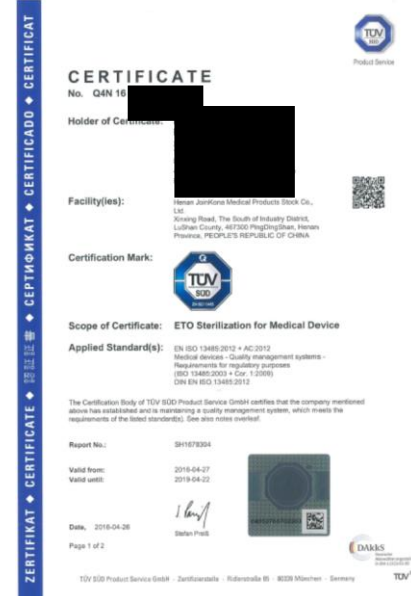 TÜV
SÜD
Product Service
CERTIFICATE
No. Q4N 16
Holder of Certificate:
Facility(ies):
Henan JoinKona Medical Products Stock Co.,
Ltd.
Xinxing Road, The South of Industry District,
LuShan County, 467300 PingDingShan, Henan
Province, PEOPLE'S REPUBLIC OF CHINA
Certification Mark:
TÜV
SÜD
Scope of Certificate: ETO Sterilization for Medical Device
Applied Standard(s):
EN ISO 13485:2012 + AC:2012
Medical devices - Quality management systems -
Requirements for regulatory purposes
(ISO 13485:2003 + Cor. 1:2009)
DIN EN ISO 13485:2012
The Certification Body of TÜV SÜD Product Service GmbH certifies that the company mentioned
above has established and is maintaining a quality management system, which meets the
requirements of the listed standard(s). See also notes overleaf.
Report No.: SH1679304
Valid from: 2016-04-27
Valid until: 2019-04-22
Date, 2016-04-26
Stefan Preiß
Page 1 of 2
DAkkS
TÜV SÜD Product Service GmbH - Zertifizierstelle - Ridlerstraße 65 - 80339 München - Germany
TÜV
ZERTIFIKAT ◆ CERTIFICATE ◆ 認證證書 ◆ СЕРТИФИКАТ ◆ CERTIFICADO ◆ CERTIFICAT